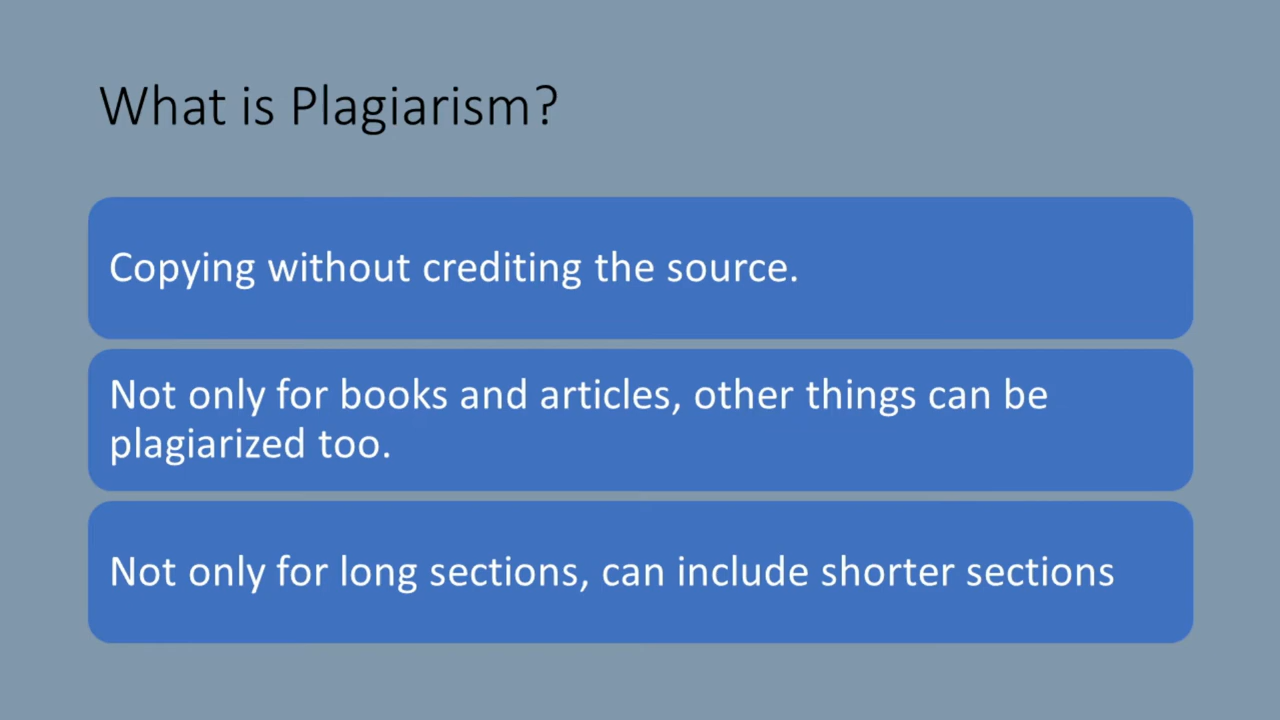 What is Plagiarism?
Copying without crediting the source.
Not only for books and articles, other things can be
plagiarized too.
Not only for long sections, can include shorter sections